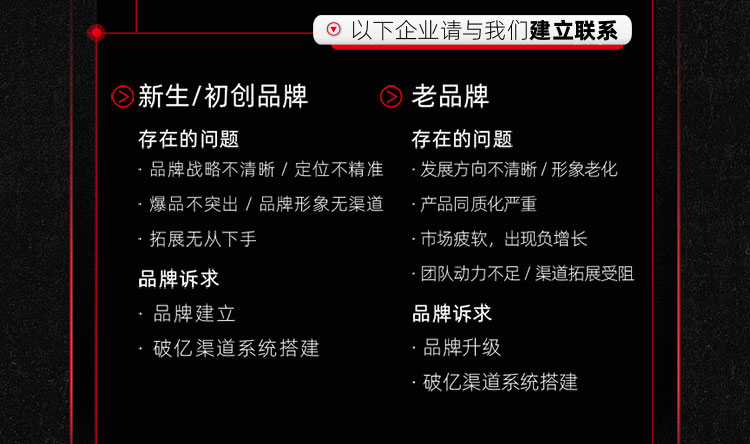 以下企业请与我们建立联系
新生/初创品牌
存在的问题
· 品牌战略不清晰 / 定位不精准
· 爆品不突出 / 品牌形象无渠道
· 拓展无从下手
品牌诉求
· 品牌建立
· 破亿渠道系统搭建
老品牌
存在的问题
· 发展方向不清晰 / 形象老化
· 产品同质化严重
· 市场疲软，出现负增长
· 团队动力不足 / 渠道拓展受阻
品牌诉求
· 品牌升级
· 破亿渠道系统搭建